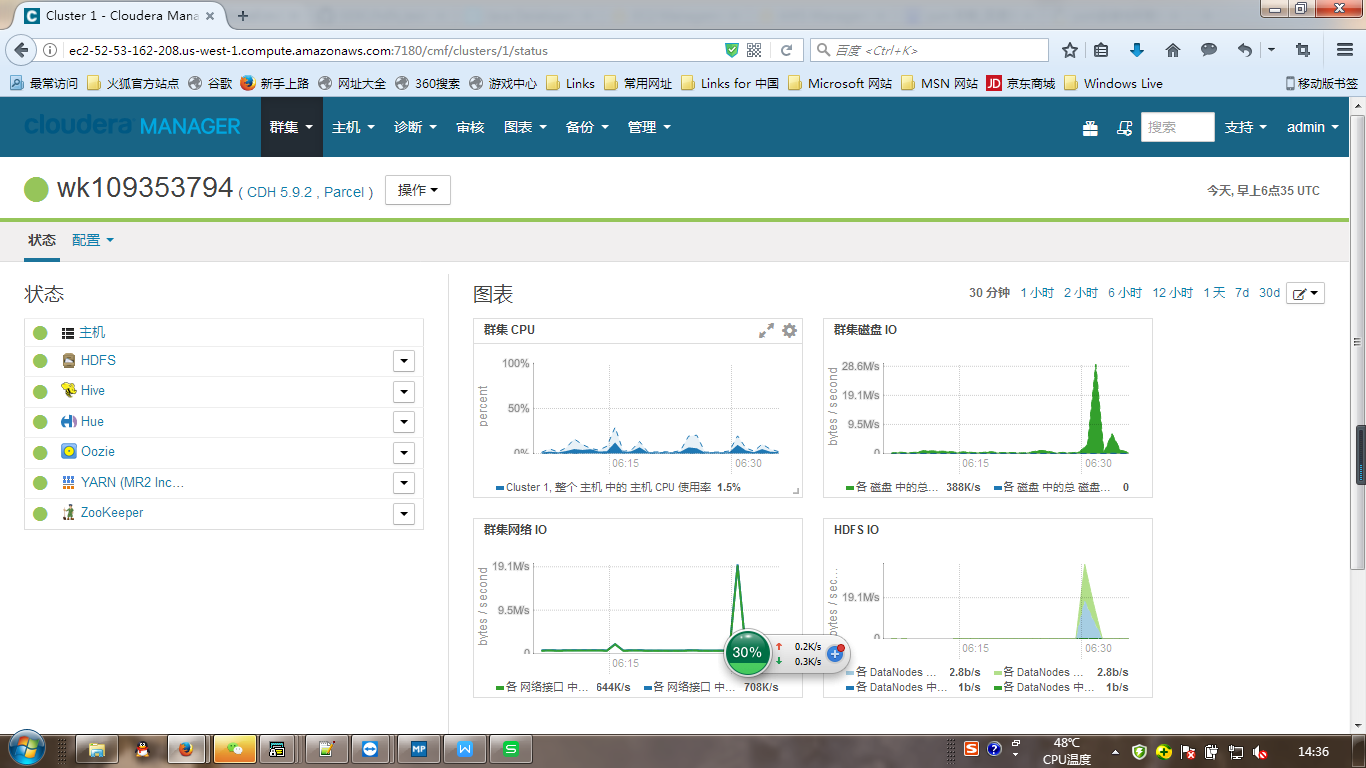 Cluster 1 - Cloudera Mana
ec2-52-53-162-208.us-west-1.compute.amazonaws.com:7180/cmf/clusters/1/status
百度 <Ctrl+K>
最常访问 火狐官方站点 谷歌 新手上路 网址大全 360搜索 游戏中心 Links 常用网址 Links for 中国 Microsoft 网站 MSN 网站 JD 京东商城 Windows Live 移动版书签
cloudera MANAGER 群集 主机 诊断 审核 图表 备份 管理 搜索 支持 admin
wk109353794 ( CDH 5.9.2 , Parcel ) 操作 今天, 早上6点35 UTC
状态 配置
状态
主机
HDFS
Hive
Hue
Oozie
YARN (MR2 Inc...
ZooKeeper
图表 30 分钟 1 小时 2 小时 6 小时 12 小时 1 天 7d 30d
群集 CPU
percent
100%
50%
0%
06:15 06:30
Cluster 1, 整个 主机 中的 主机 CPU 使用率 1.5%
群集磁盘 IO
bytes / second
28.6M/s
19.1M/s
9.5M/s
0
06:15 06:30
各 磁盘 中的总... 388K/s 各 磁盘 中的总 磁盘... 0
群集网络 IO
bytes / second
19.1M/s
9.5M/s
0
06:15
各 网络接口 中... 644K/s 各 网络接口 中... 708K/s
HDFS IO
bytes / sec...
19.1M/s
0
06:15 06:30
各 DataNodes ... 2.8b/s 各 DataNodes ... 2.8b/s
各 DataNodes 中... 1b/s 各 DataNodes 中... 1b/s
30% 0.2K/s
0.3K/s
MP W S S
48℃
CPU温度
14:36